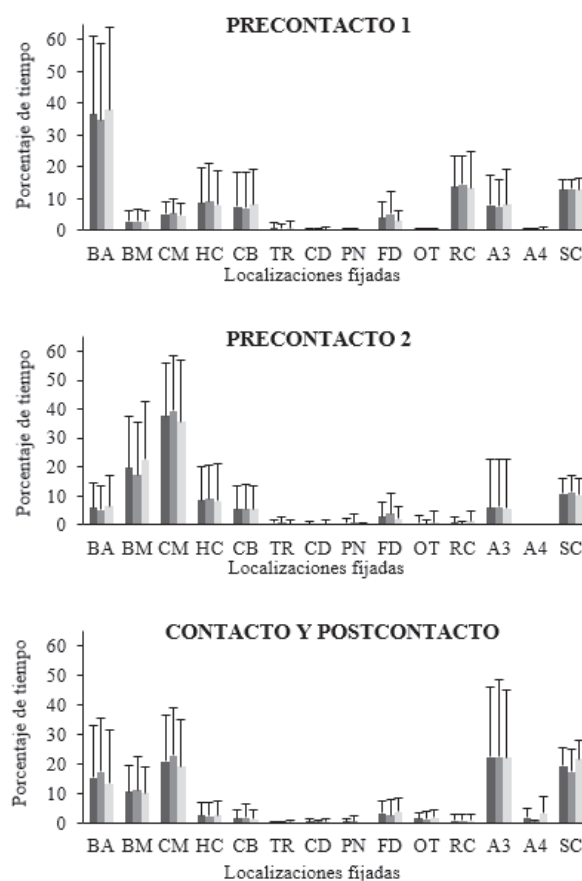 PRECONTACTO 1
Porcentaje de tiempo
60
50
40
30
20
10
0
BA BM CM HC CB TR CD PN FD OT RC A3 A4 SC
Localizaciones fijadas
PRECONTACTO 2
Porcentaje de tiempo
60
50
40
30
20
10
0
BA BM CM HC CB TR CD PN FD OT RC A3 A4 SC
Localizaciones fijadas
CONTACTO Y POSTCONTACTO
Porcentaje de tiempo
60
50
40
30
20
10
0
BA BM CM HC CB TR CD PN FD OT RC A3 A4 SC
Localizaciones fijadas